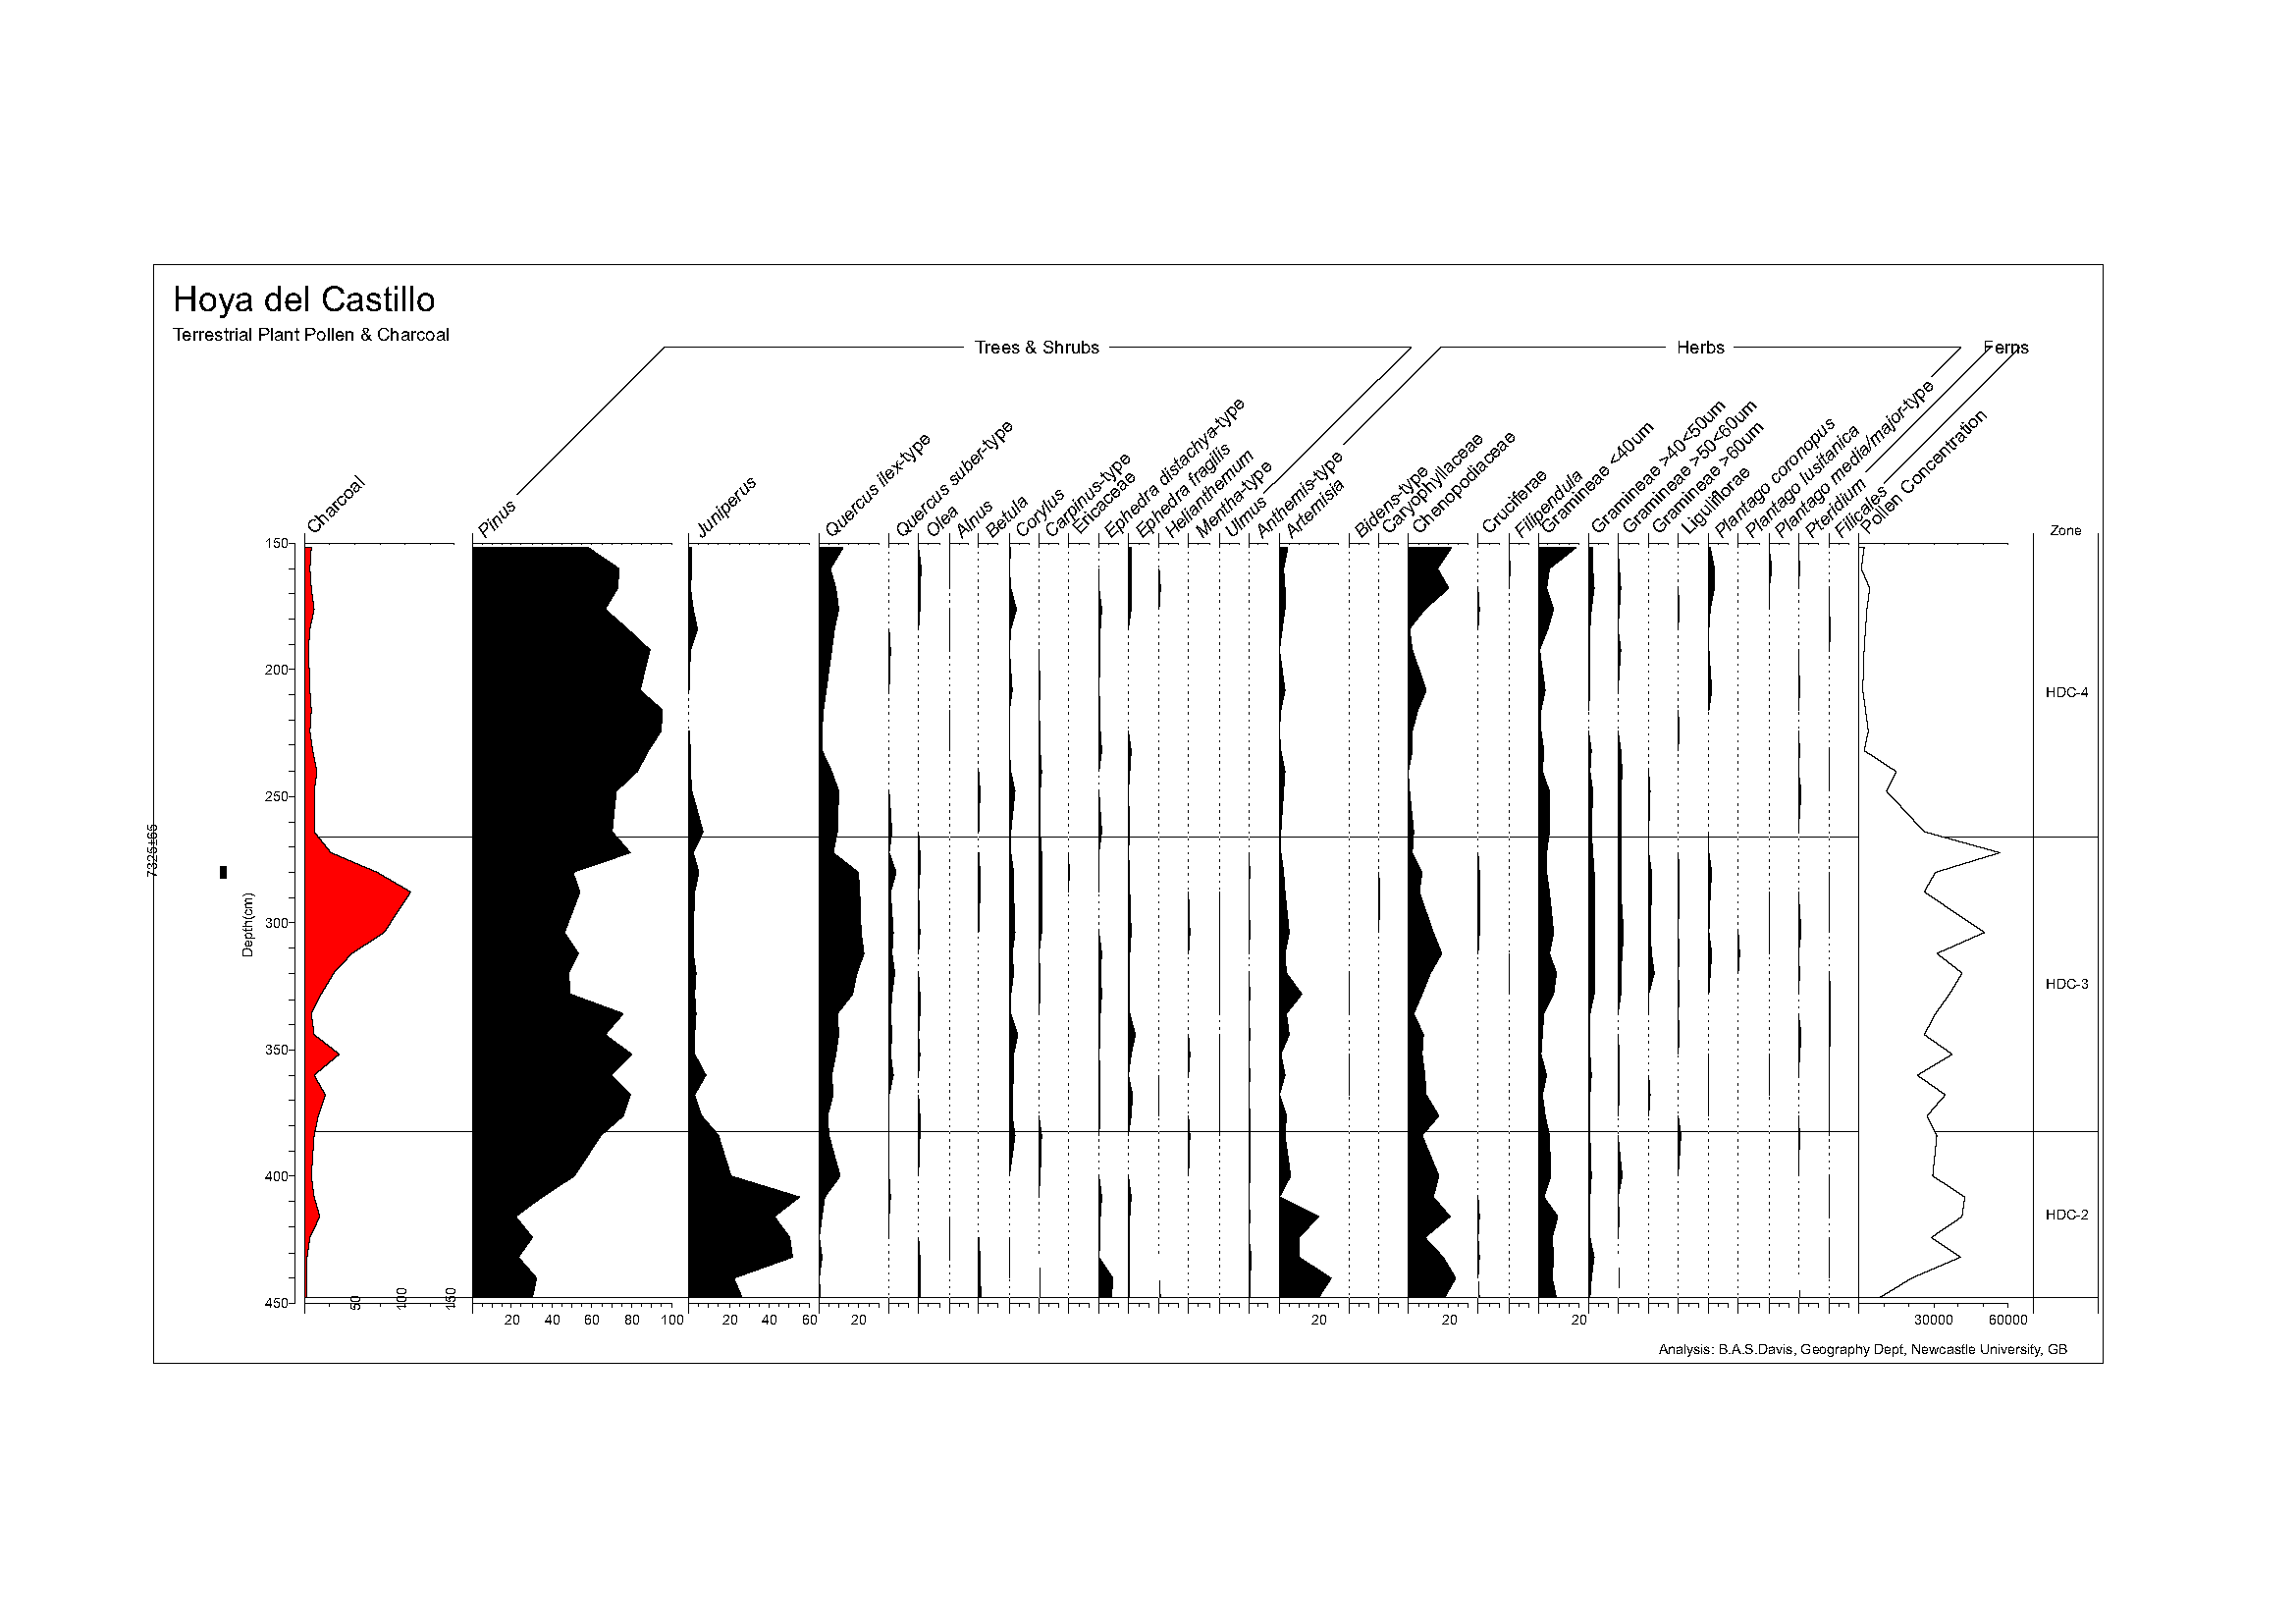 Hoya del Castillo
Terrestrial Plant Pollen & Charcoal
Trees & Shrubs
Herbs
Ferns
Charcoal
Pinus
Juniperus
Quercus ilex-type
Quercus suber-type
Olea
Alnus
Betula
Corylus
Carpinus-type
Ericaceae
Ephedra distachya-type
Ephedra fragilis
Helianthemum
Mentha-type
Ulmus
Anthemis-type
Artemisia
Bidens-type
Caryophyllaceae
Chenopodiaceae
Cruciferae
Filipendula
Gramineae <40um
Gramineae >40<50um
Gramineae >50<60um
Gramineae >60um
Liguliflorae
Plantago coronopus
Plantago lusitanica
Plantago media/major-type
Pteridium
Filicales
Pollen Concentration
Zone
150
200
250
300
350
400
450
7325±65
Depth(cm)
HDC-4
HDC-3
HDC-2
50 100 150
20 40 60 80 100 20 40 60 20 20 20 20 30000 60000
Analysis: B.A.S.Davis, Geography Dept, Newcastle University, GB